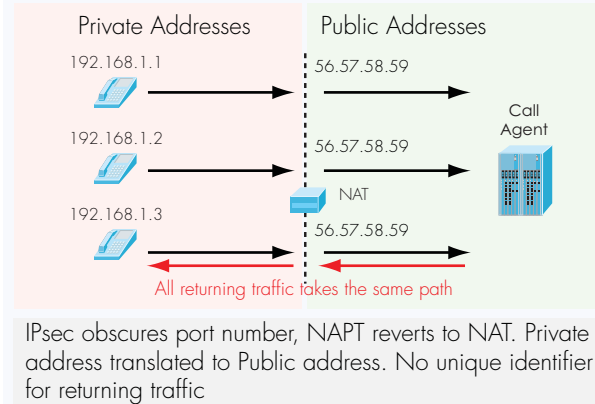 Private Addresses
Public Addresses
192.168.1.1
56.57.58.59
Call
Agent
192.168.1.2
56.57.58.59
NAT
192.168.1.3
56.57.58.59
All returning traffic takes the same path
IPsec obscures port number, NAPT reverts to NAT. Private
address translated to Public address. No unique identifier
for returning traffic